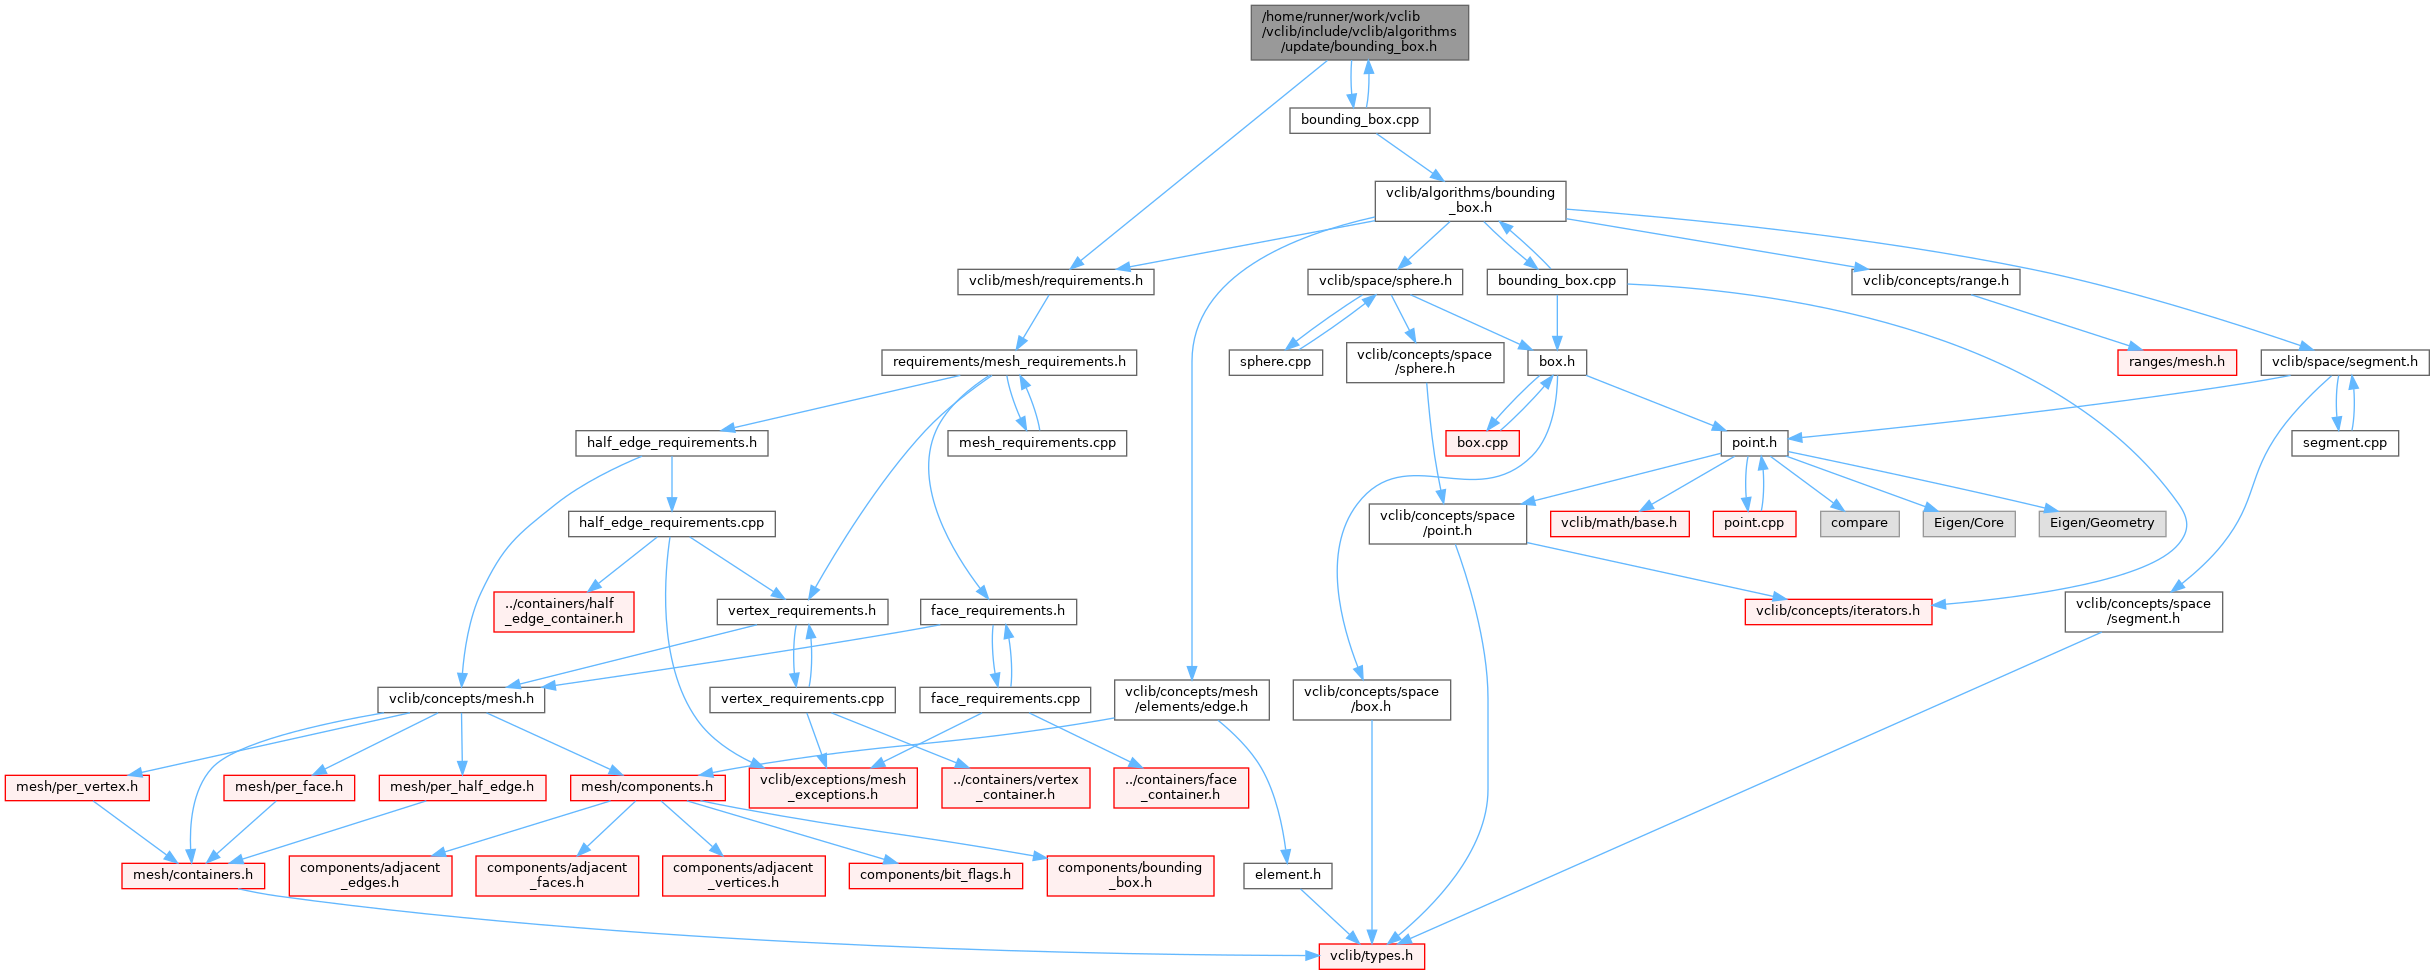 /home/runner/work/vclib
/vclib/include/vclib/algorithms
/update/bounding_box.h
bounding_box.cpp
vclib/algorithms/bounding
_box.h
vclib/mesh/requirements.h
vclib/space/sphere.h
bounding_box.cpp
vclib/concepts/range.h
requirements/mesh_requirements.h
sphere.cpp
vclib/concepts/space
/sphere.h
box.h
ranges/mesh.h
vclib/space/segment.h
half_edge_requirements.h
mesh_requirements.cpp
box.cpp
point.h
segment.cpp
half_edge_requirements.cpp
vclib/concepts/space
/point.h
vclib/math/base.h
point.cpp
compare
Eigen/Core
Eigen/Geometry
../containers/half
_edge_container.h
vertex_requirements.h
face_requirements.h
vclib/concepts/iterators.h
vclib/concepts/space
/segment.h
vclib/concepts/mesh.h
vertex_requirements.cpp
face_requirements.cpp
vclib/concepts/mesh
/elements/edge.h
vclib/concepts/space
/box.h
mesh/per_vertex.h
mesh/per_face.h
mesh/per_half_edge.h
mesh/components.h
vclib/exceptions/mesh
_exceptions.h
../containers/vertex
_container.h
../containers/face
_container.h
mesh/containers.h
components/adjacent
_edges.h
components/adjacent
_faces.h
components/adjacent
_vertices.h
components/bit_flags.h
components/bounding
_box.h
element.h
vclib/types.h